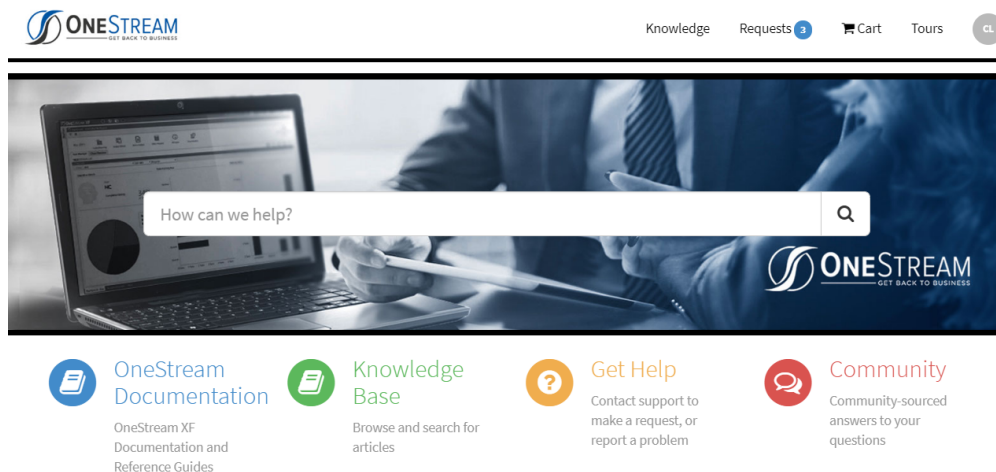 ONESTREAM
GET BACK TO BUSINESS
Knowledge
Requests 3
Cart
Tours
CL
How can we help?
ONESTREAM
GET BACK TO BUSINESS
OneStream
Documentation
OneStream XF
Documentation and
Reference Guides
Knowledge
Base
Browse and search for
articles
Get Help
Contact support to
make a request, or
report a problem
Community
Community-sourced
answers to your
questions